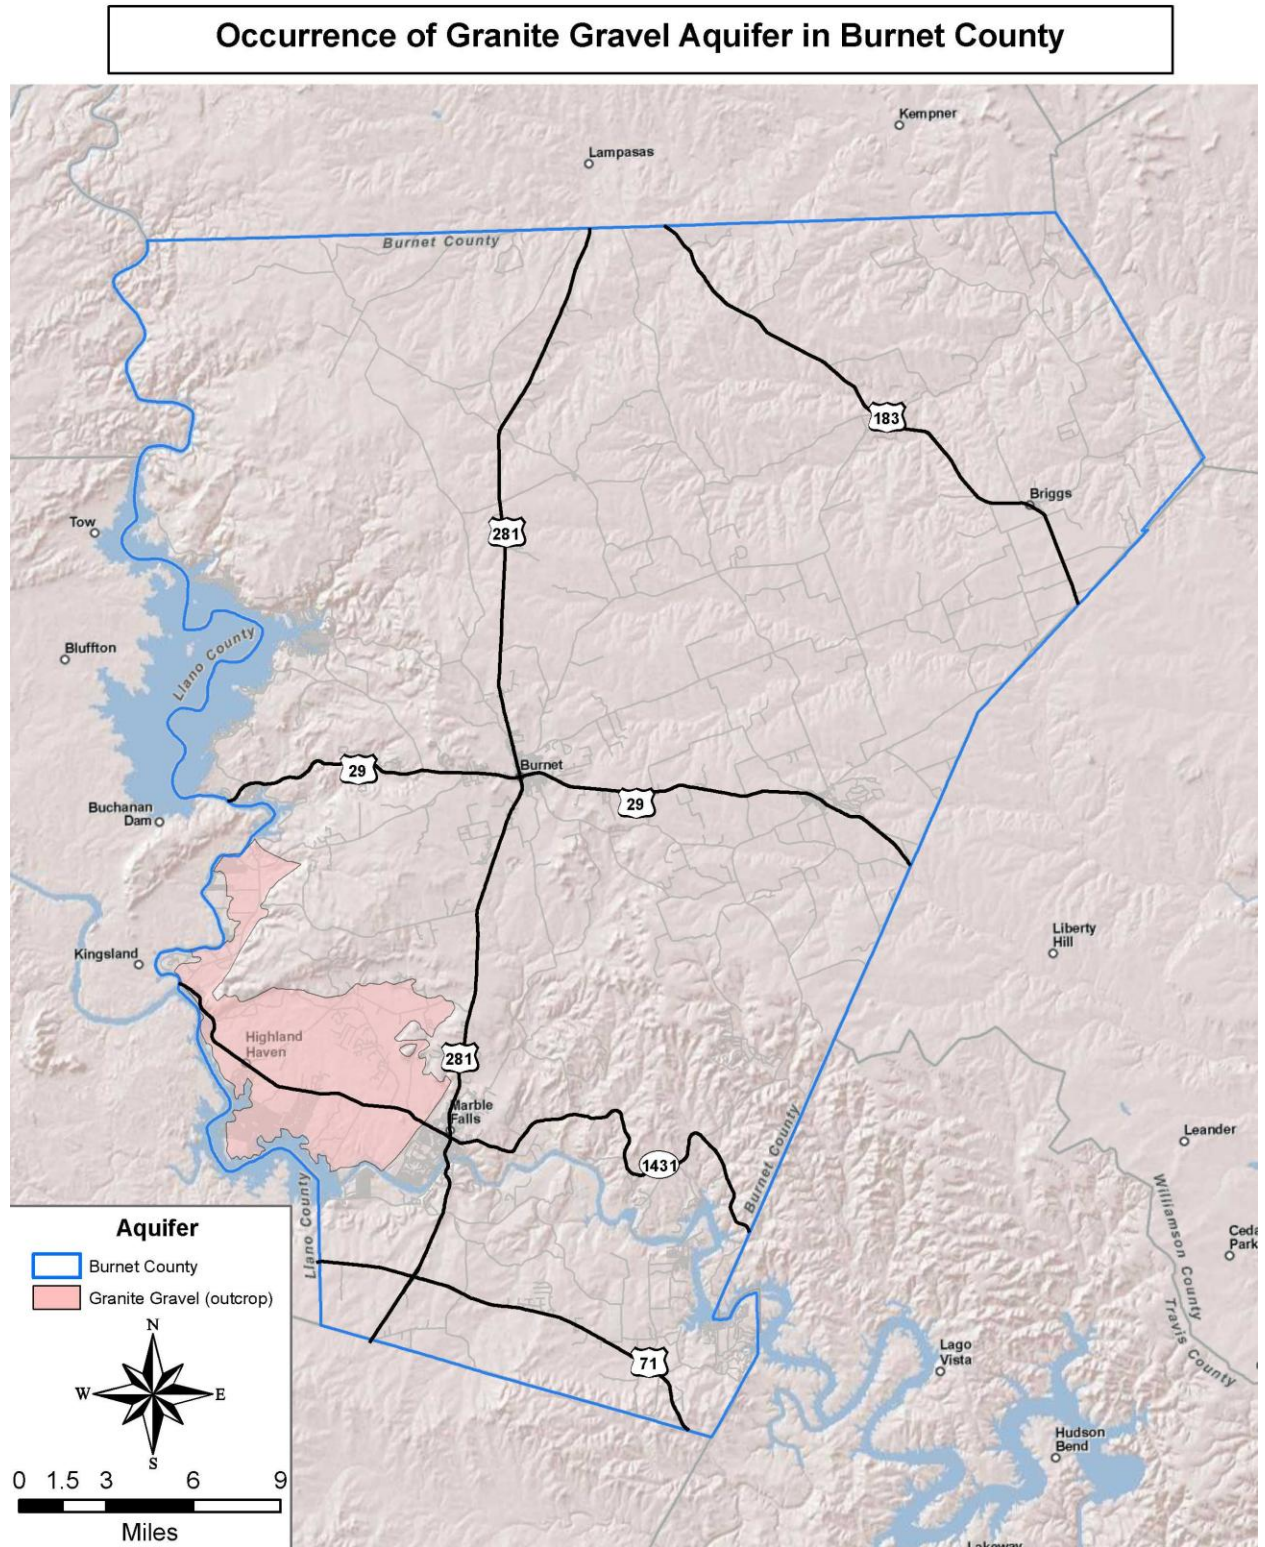 Occurrence of Granite Gravel Aquifer in Burnet County
Kempner
Lampasas
Burnet County
183
Briggs
281
Tow
Bluffton
Llano County
Burnet
29
29
Buchanan
Dam
Liberty
Hill
Kingsland
Highland
Haven
281
Marble
Falls
Leander
1431
Burnet County
Llano County
Williamson County
Travis County
Ceda
Park
Lago
Vista
71
Hudson
Bend
Lakeway
Aquifer
Burnet County
Granite Gravel (outcrop)
N
W
E
S
0 1.5 3 6 9
Miles